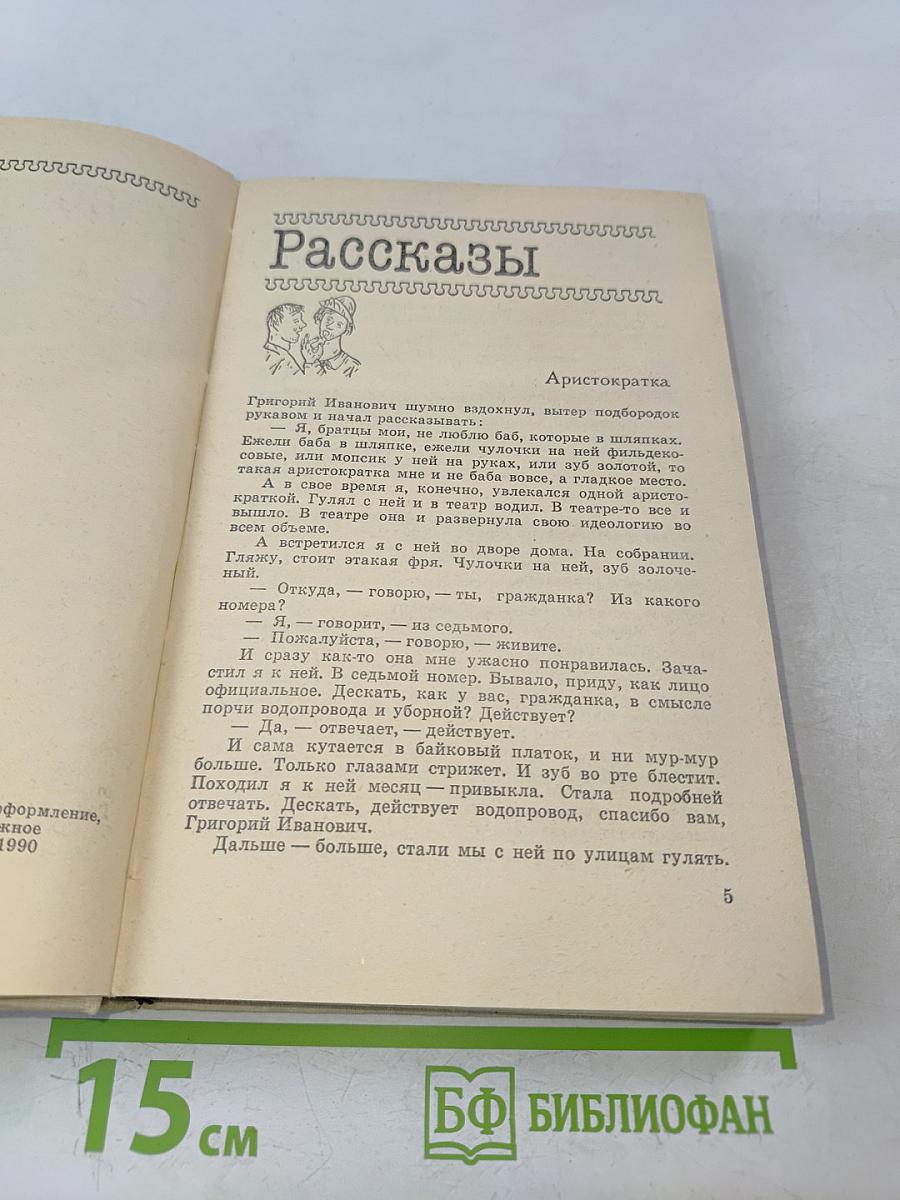 оформление,
1990
Рассказы
Аристократка
Григорий Иванович шумно вздохнул, вытер подбородок
рукавом и начал рассказывать:
— Я, братцы мои, не люблю баб, которые в шляпках.
Ежели баба в шляпке, ежели чулочки на ней фильдеко-
совые, или мопсик у ней на руках, или зуб золотой, то
такая аристократка мне и не баба вовсе, а гладкое место.
А в свое время я, конечно, увлекался одной аристо-
краткой. Гулял с ней и в театр водил. В театре-то все и
вышло. В театре она и развернула свою идеологию во
всем объеме.
А встретился я с ней во дворе дома. На собрании.
Гляжу, стоит этакая фря. Чулочки на ней, зуб золоче-
ный.
— Откуда, — говорю, — ты, гражданка? Из какого
номера?
— Я, — говорит, — из седьмого.
— Пожалуйста, — говорю, — живите.
И сразу как-то она мне ужасно понравилась. Зача-
стил я к ней. В седьмой номер. Бывало, приду, как лицо
официальное. Дескать, как у вас, гражданка, в смысле
порчи водопровода и уборной? Действует?
— Да, — отвечает, — действует.
И сама кутается в байковый платок, и ни мур-мур
больше. Только глазами стрижет. И зуб во рте блестит.
Походил я к ней месяц — привыкла. Стала подробней
отвечать. Дескать, действует водопровод, спасибо вам,
Григорий Иванович.
Дальше — больше, стали мы с ней по улицам гулять.
5
15 см
БФ БИБЛИОФАН